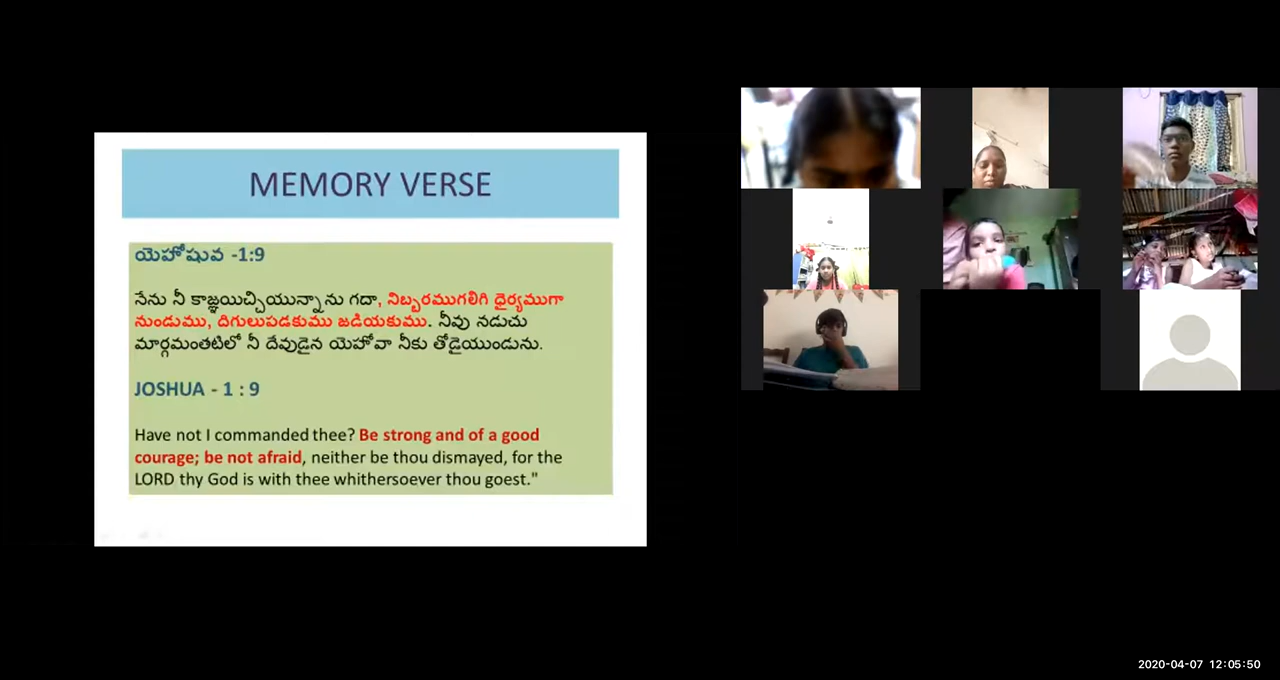 MEMORY VERSE
యెహోషువ -1:9
నేను నీ కాజ్ఞయిచ్చియున్నాను గదా, నిబ్బరముగలిగి ధైర్యముగా
నుండుము, దిగులుపడకుము జడియకుము. నీవు నడుచు
మార్గమంతటిలో నీ దేవుడైన యెహోవా నీకు తోడైయుండును.
JOSHUA - 1 : 9
Have not I commanded thee? Be strong and of a good
courage; be not afraid, neither be thou dismayed, for the
LORD thy God is with thee whithersoever thou goest."
2020-04-07 12:05:50